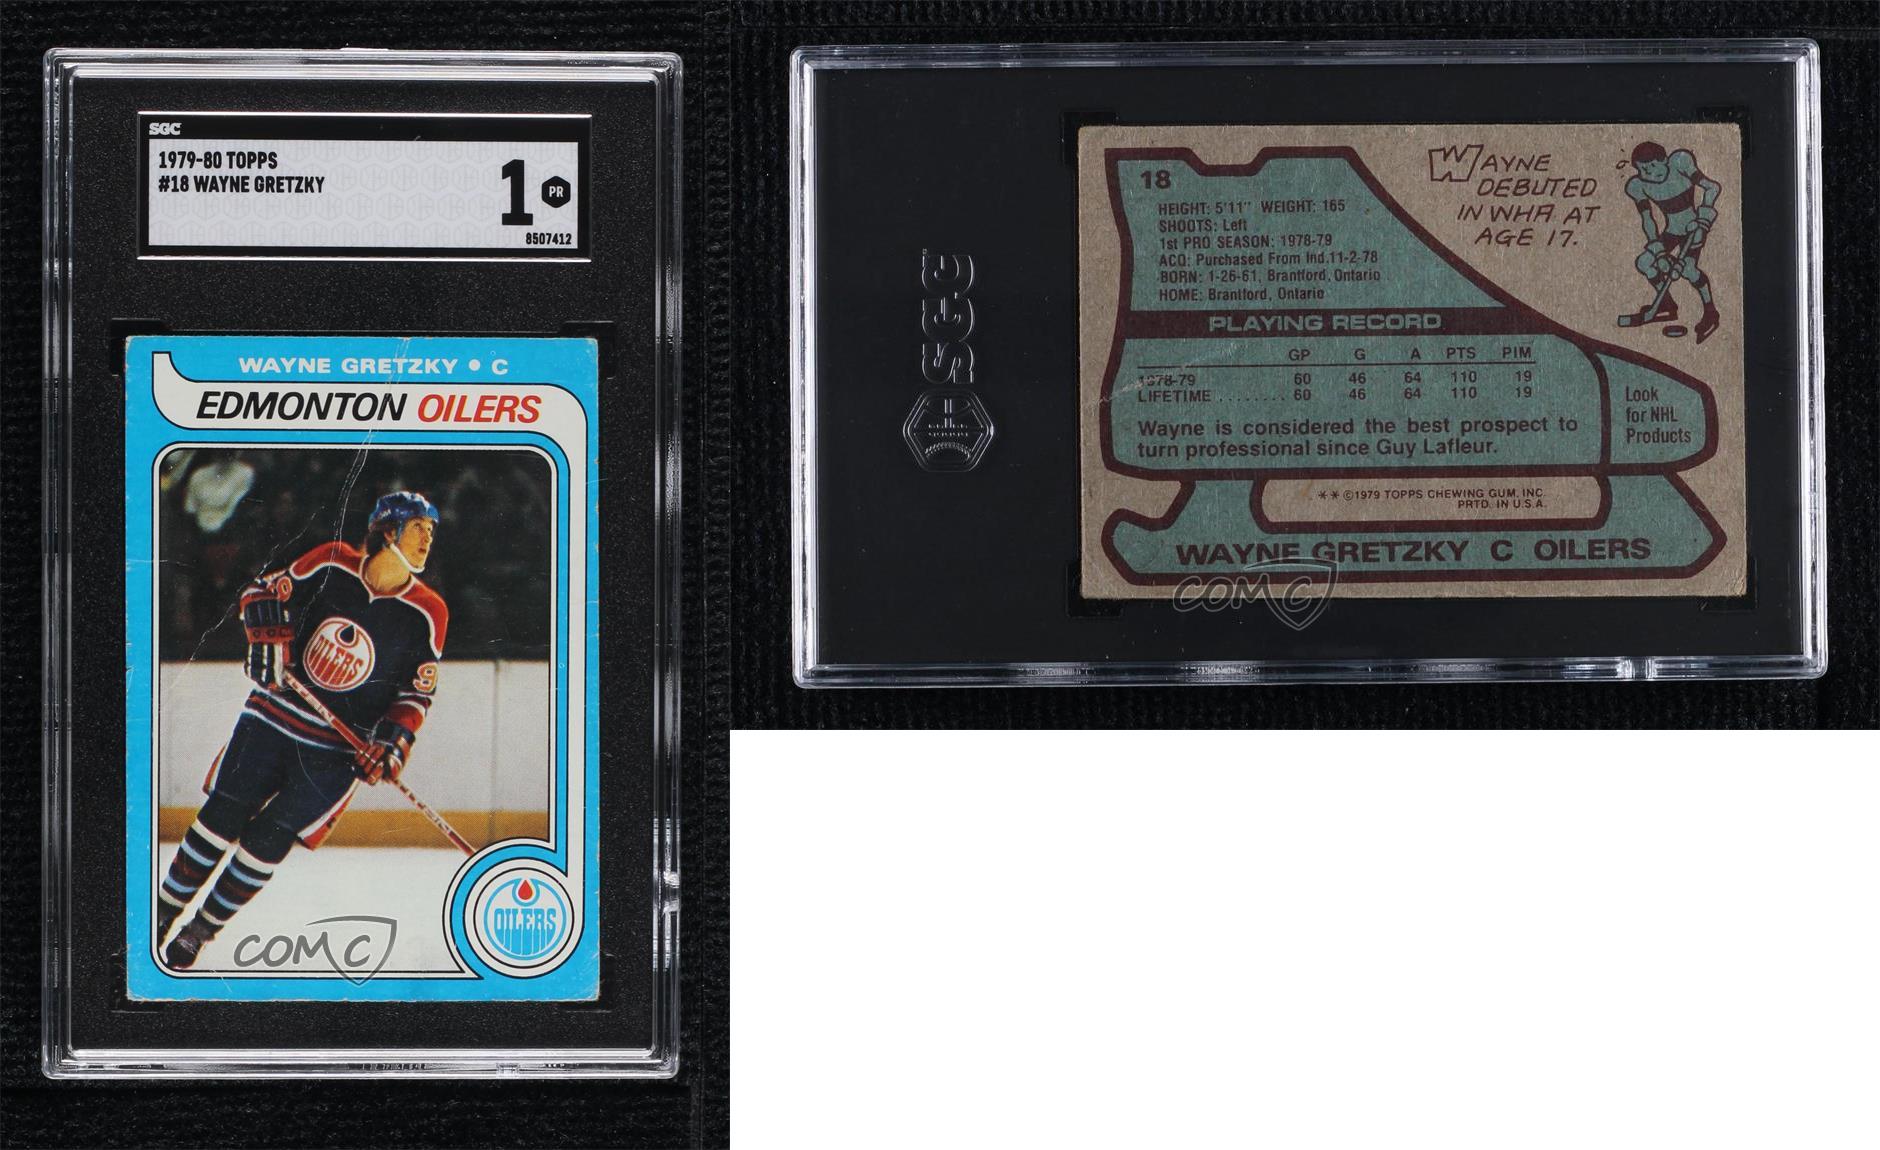 SGC
1979-80 TOPPS
#18 WAYNE GRETZKY
1
PR
8507412
WAYNE GRETZKY • C
EDMONTON OILERS
OILERS
9
9
OILERS
COMC
SGC
18
HEIGHT: 5'11" WEIGHT: 165
SHOOTS: Left
1st PRO SEASON: 1978-79
ACQ: Purchased From Ind.11-2-78
BORN: 1-26-61, Brantford, Ontario
HOME: Brantford, Ontario
WAYNE
DEBUTED
IN WHA AT
AGE 17.
PLAYING RECORD
GP G A PTS PIM
1978-79 60 46 64 110 19
LIFETIME ........ 60 46 64 110 19
Wayne is considered the best prospect to
turn professional since Guy Lafleur.
Look
for NHL
Products
** ©1979 TOPPS CHEWING GUM, INC.
PRTD. IN U.S.A.
WAYNE GRETZKY C OILERS
COMC